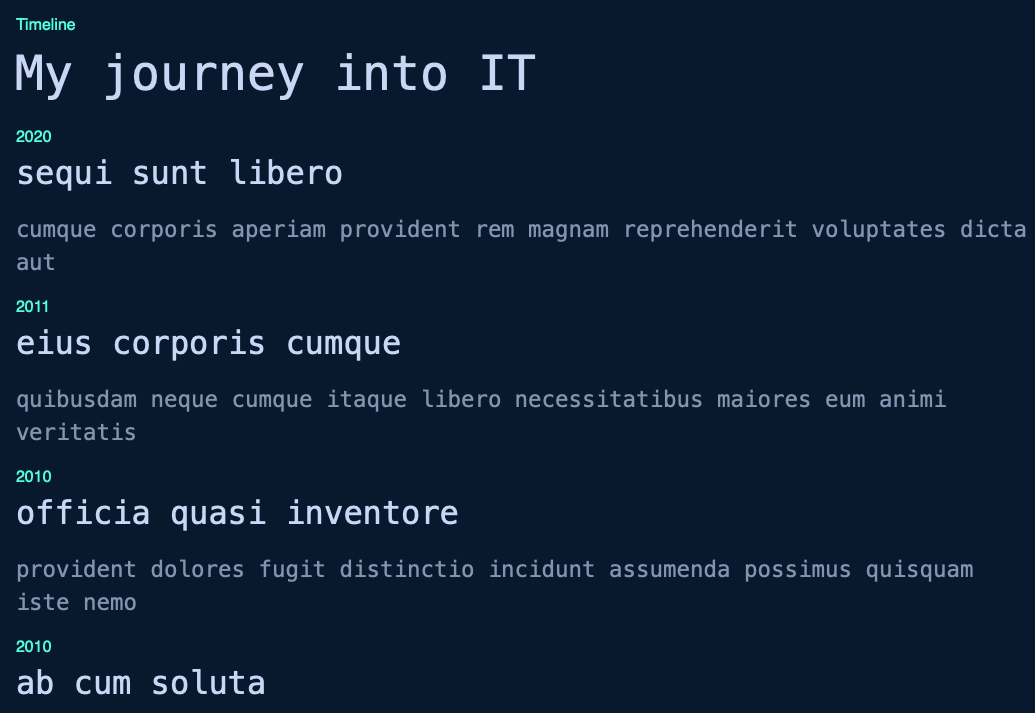 Timeline
My journey into IT
2020
sequi sunt libero
cumque corporis aperiam provident rem magnam reprehenderit voluptates dicta
aut
2011
eius corporis cumque
quibusdam neque cumque itaque libero necessitatibus maiores eum animi
veritatis
2010
officia quasi inventore
provident dolores fugit distinctio incidunt assumenda possimus quisquam
iste nemo
2010
ab cum soluta